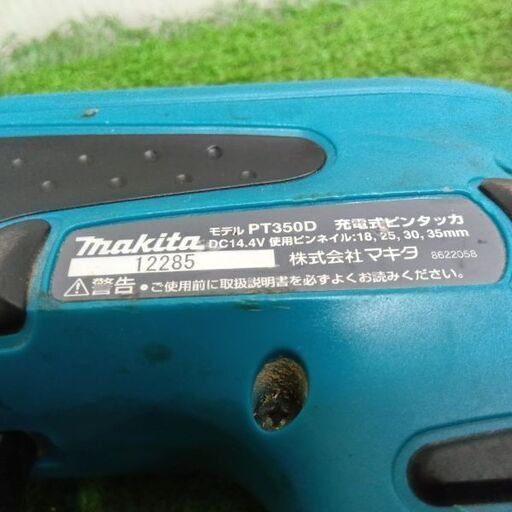 モデル PT350D 充電式ピンタッカ
makita DC14.4V 使用ピンネイル:18, 25, 30, 35mm
12285 株式会社マキタ 8622058
⚠警告・ご使用前に取扱説明書を必ずよくお読みください。